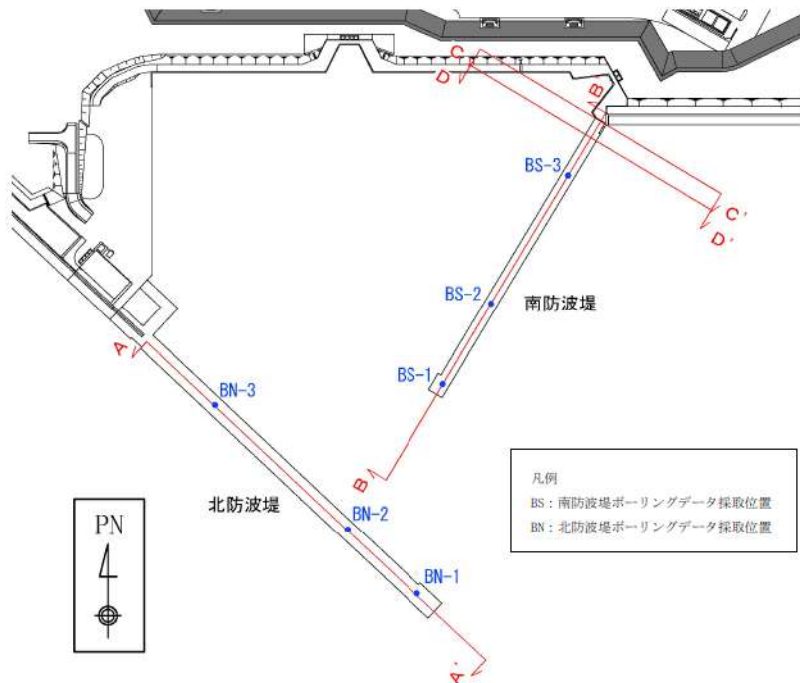 C
D
B
BS-3
C'
D'
BS-2
南防波堤
A
BS-1
BN-3
B'
北防波堤
BN-2
BN-1
A'
PN
凡例
BS：南防波堤ボーリングデータ採取位置
BN：北防波堤ボーリングデータ採取位置